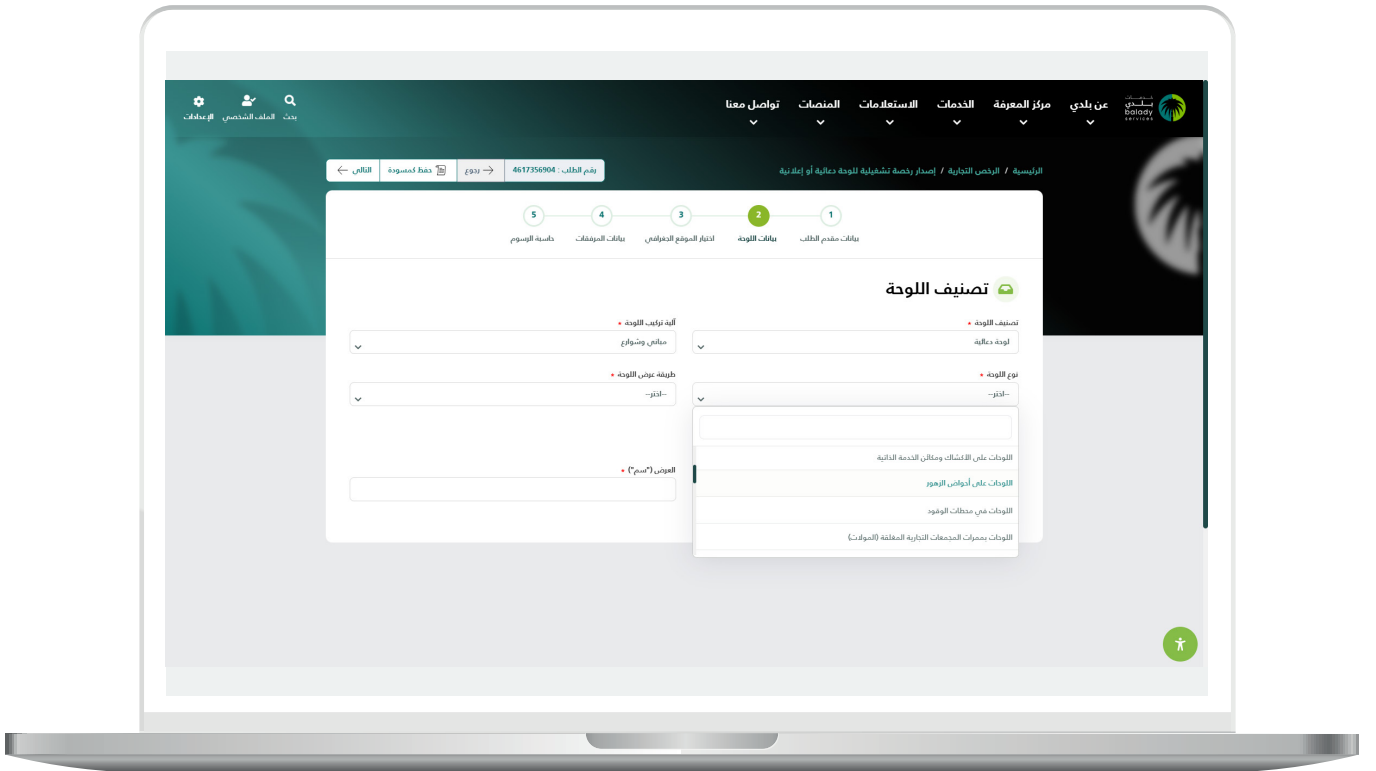 خدمــــات
بــلــدي
balady
services
عن بلدي
مركز المعرفة
الخدمات
الاستعلامات
المنصات
تواصل معنا
بحث
الملف الشخصي
الإعدادات
الرئيسية / الرخص التجارية / إصدار رخصة تشغيلية للوحة دعائية أو إعلانية
رقم الطلب : 4617356904
رجوع
حفظ كمسودة
التالي
1
2
3
4
5
بيانات مقدم الطلب
بيانات اللوحة
اختيار الموقع الجغرافي
بيانات المرفقات
حاسبة الرسوم
تصنيف اللوحة
تصنيف اللوحة *
آلية تركيب اللوحة *
لوحة دعائية
مباني وشوارع
نوع اللوحة *
طريقة عرض اللوحة *
--اختر--
--اختر--
اللوحات على الأكشاك ومكائن الخدمة الذاتية
اللوحات على أحواض الزهور
اللوحات في محطات الوقود
اللوحات بممرات المجمعات التجارية المغلقة (المولات)
العرض ("سم") *